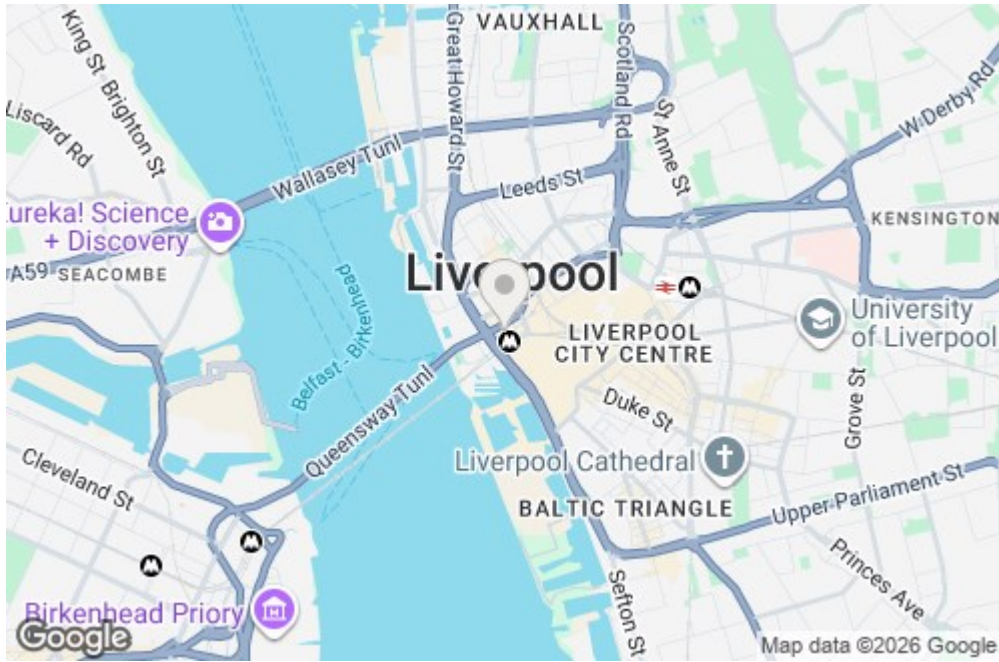 VAUXHALL
King St
Brighton St
Great Howard St
Scotland Rd
St Anne St
W Derby Rd
Liscard Rd
Wallasey Tunl
Leeds St
Eureka! Science
+ Discovery
KENSINGTON
A59
SEACOMBE
Liverpool
Belfast - Birkenhead
University
of Liverpool
LIVERPOOL
CITY CENTRE
Queensway Tunl
Duke St
Grove St
Cleveland St
Liverpool Cathedral
BALTIC TRIANGLE
Upper Parliament St
Princes Ave
Sefton St
Birkenhead Priory
Google
Map data ©2026 Google